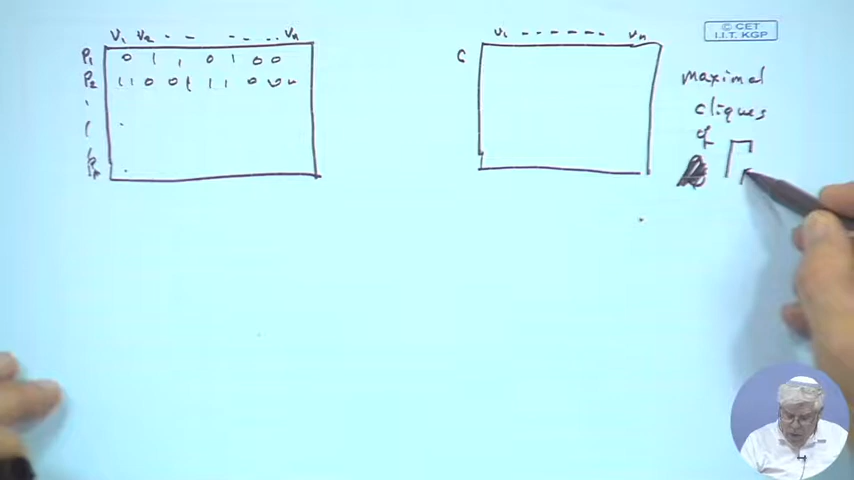 © CET
I.I.T. KGP
V₁ V₂ - - - - . . . Vₙ
P₁ 0 1 1 0 1 0 0
P₂ 1 1 0 0 1 1 1 0
V₁ - - - - - - Vₙ
C
maximal
cliques
of